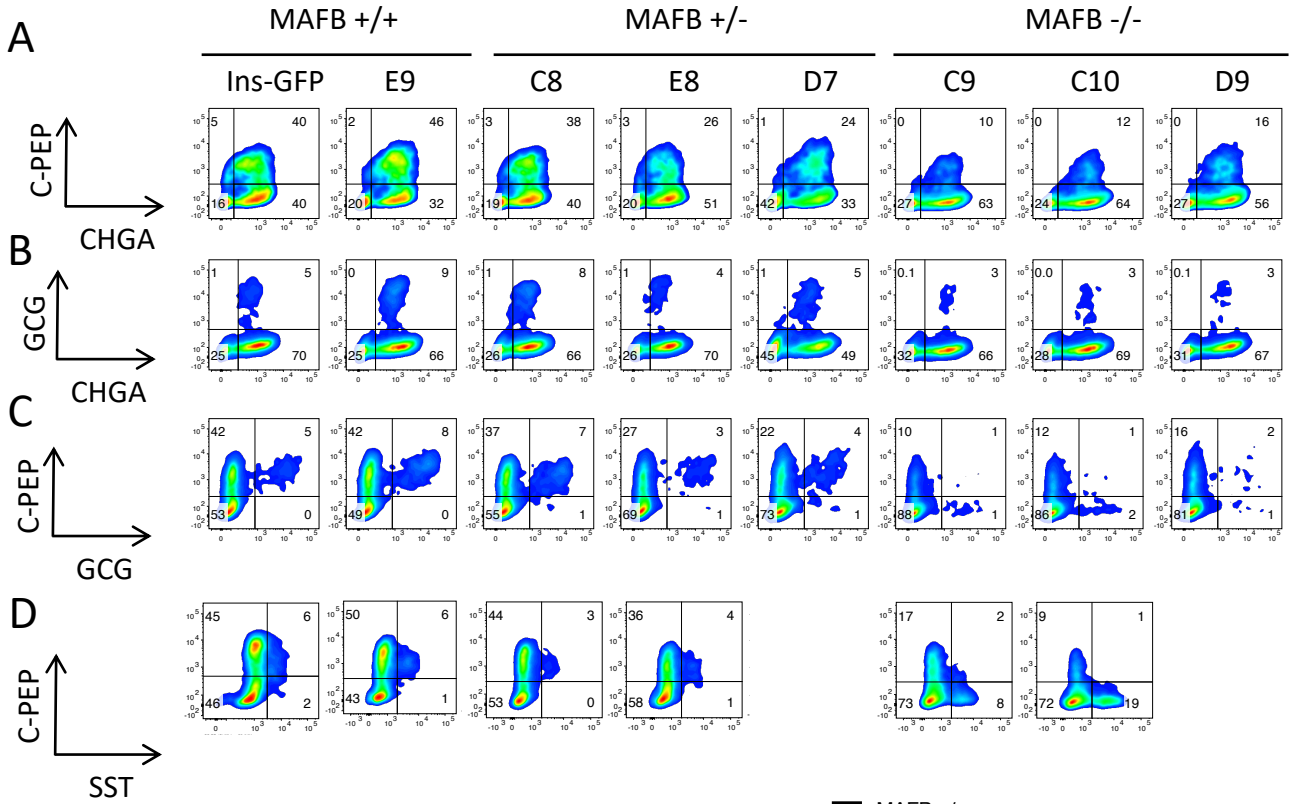 A
MAFB +/+ MAFB +/- MAFB -/-
Ins-GFP E9 C8 E8 D7 C9 C10 D9
C-PEP
CHGA
5 40 2 46 3 38 3 26 1 24 0 10 0 12 0 16
16 40 20 32 19 40 20 51 42 33 27 63 24 64 27 56
B
GCG
CHGA
1 5 0 9 1 8 1 4 1 5 0.1 3 0.0 3 0.1 3
25 70 25 66 26 66 26 70 45 49 32 66 28 69 31 67
C
C-PEP
GCG
42 5 42 8 37 7 27 3 22 4 10 1 12 1 16 2
53 0 49 0 55 1 69 1 73 1 88 1 86 2 81 1
D
C-PEP
SST
45 6 50 6 44 3 36 4 17 2 9 1
46 2 43 1 53 0 58 1 73 8 72 19